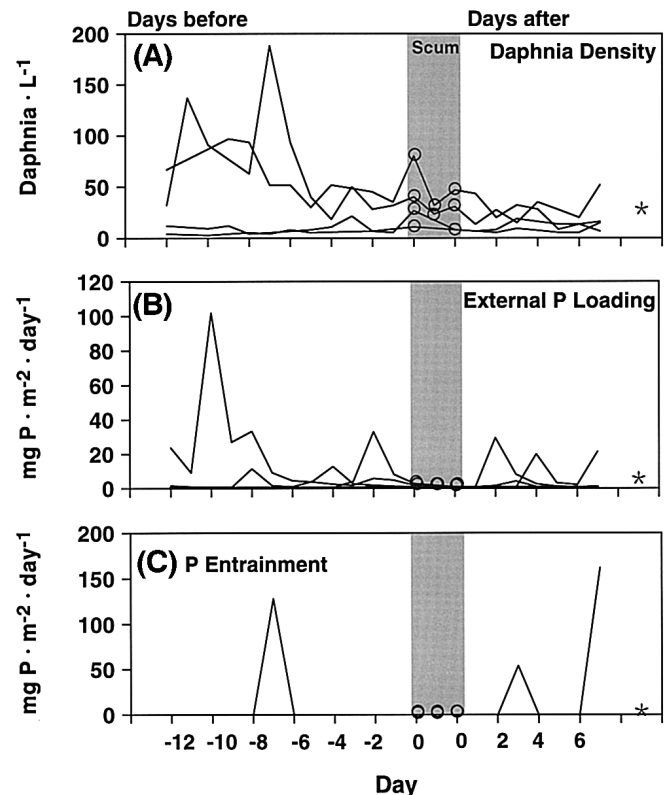 Days before Days after
(A) Scum Daphnia Density
Daphnia · L-1
200
150
100
50
0
*
(B) External P Loading
mg P · m-2 · day-1
120
100
80
60
40
20
0
*
(C) P Entrainment
mg P · m-2 · day-1
200
150
100
50
0
*
-12 -10 -8 -6 -4 -2 0 0 2 4 6
Day